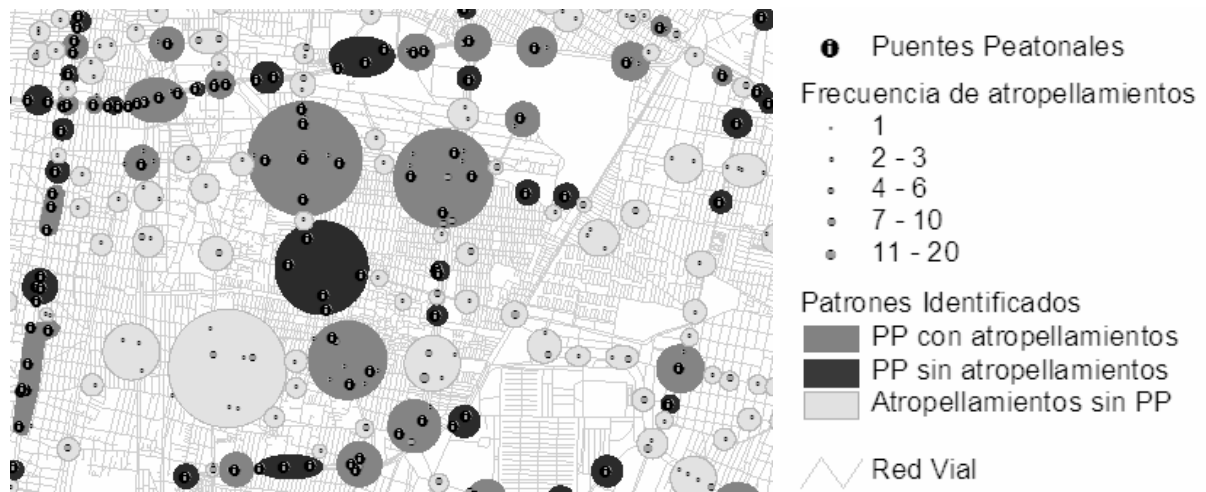 Puentes Peatonales
Frecuencia de atropellamientos
1
2 - 3
4 - 6
7 - 10
11 - 20
Patrones Identificados
PP con atropellamientos
PP sin atropellamientos
Atropellamientos sin PP
Red Vial